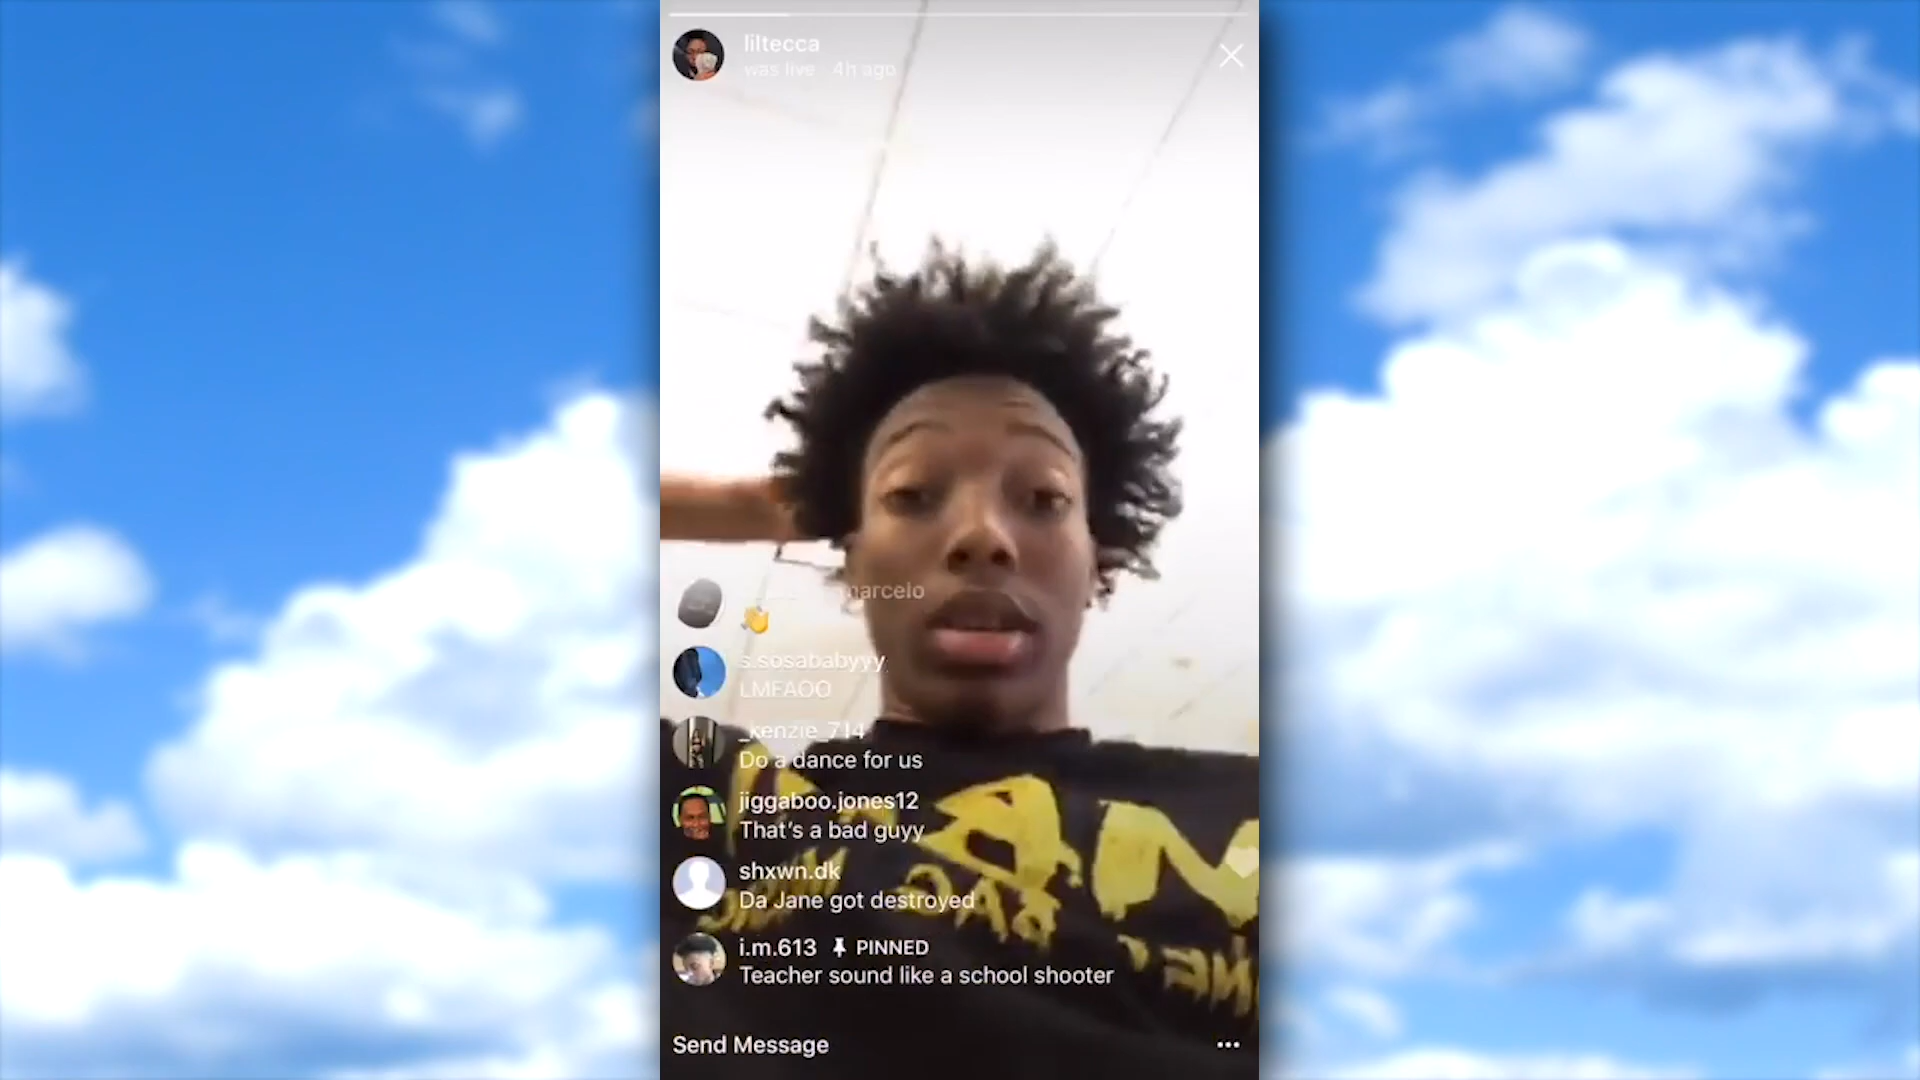 liltecca
was live · 4h ago
marcelo
👏
s.sosababyyy
LMFAOO
_kenzie_714
Do a dance for us
jiggaboo.jones12
That's a bad guyy
shxwn.dk
Da Jane got destroyed
i.m.613 PINNED
Teacher sound like a school shooter
Send Message